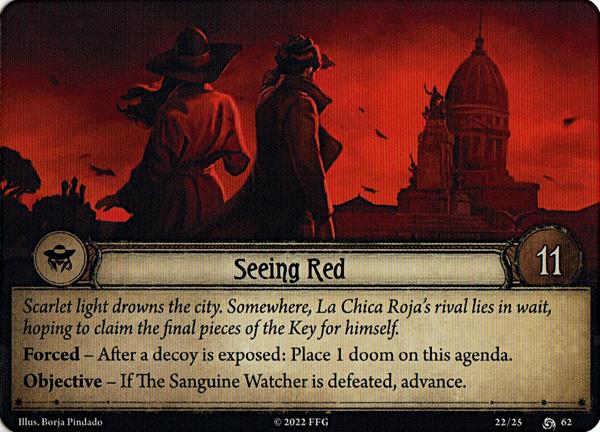 Seeing Red
11
Scarlet light drowns the city. Somewhere, La Chica Roja's rival lies in wait,
hoping to claim the final pieces of the Key for himself.
Forced – After a decoy is exposed: Place 1 doom on this agenda.
Objective – If The Sanguine Watcher is defeated, advance.
Illus. Borja Pindado © 2022 FFG 22/25 62